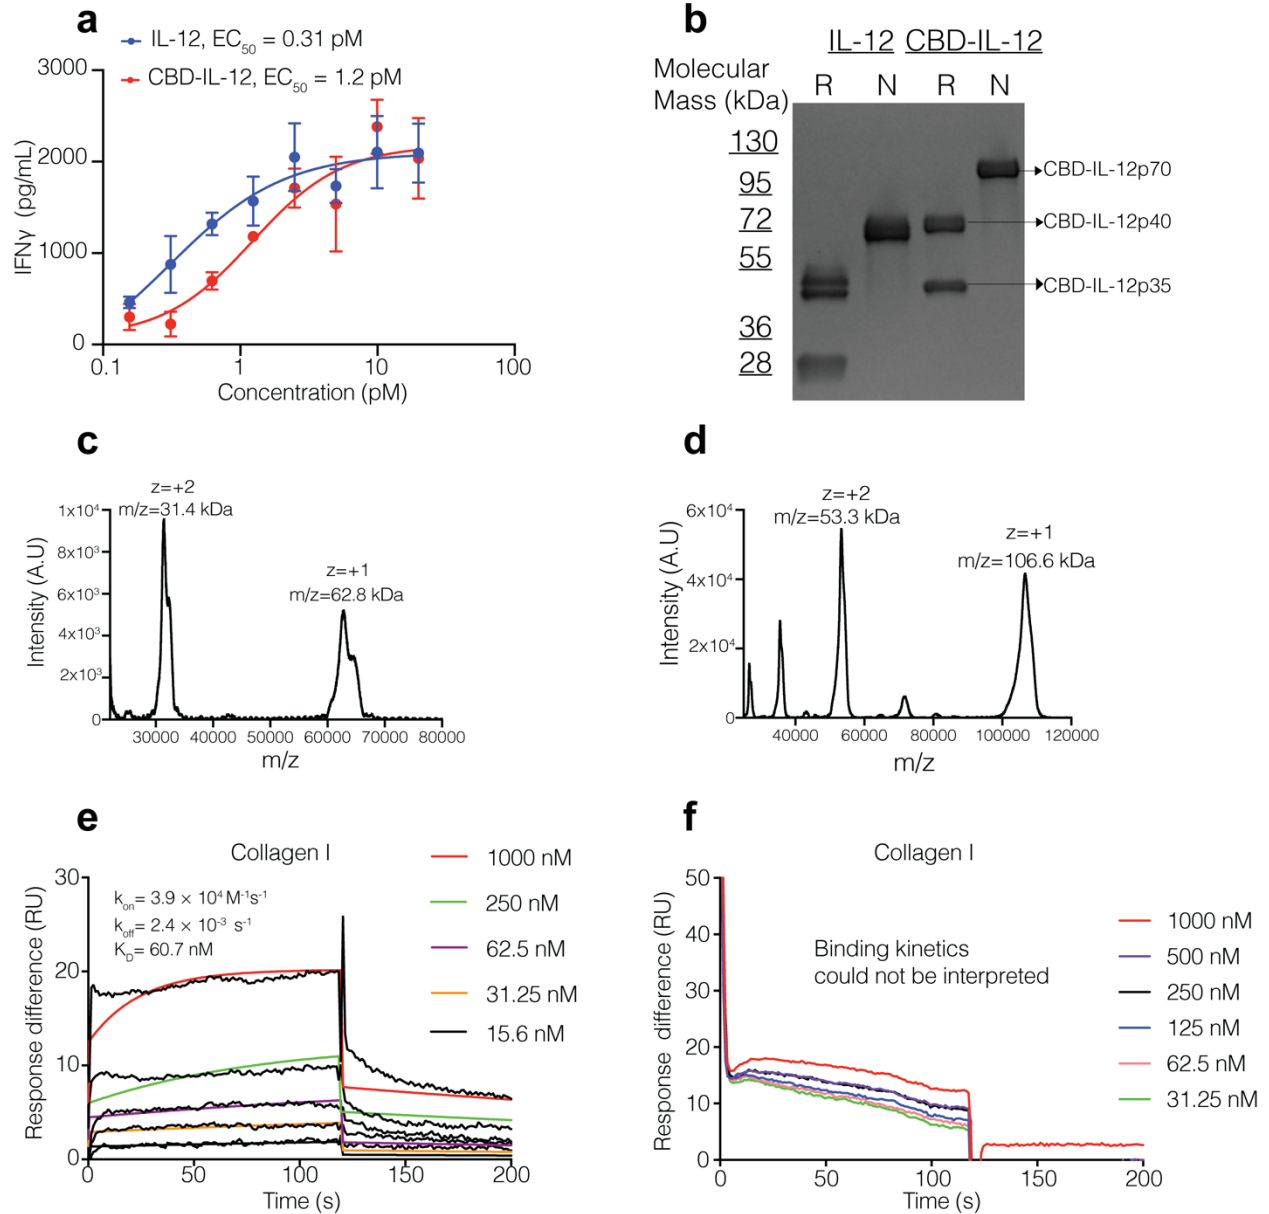 a
IL-12, EC50 = 0.31 pM
CBD-IL-12, EC50 = 1.2 pM
3000
2000
1000
0
IFNγ (pg/mL)
0.1
1
10
100
Concentration (pM)
b
IL-12 CBD-IL-12
Molecular
Mass (kDa)
R N R N
130
95
72
55
36
28
CBD-IL-12p70
CBD-IL-12p40
CBD-IL-12p35
c
z=+2
m/z=31.4 kDa
z=+1
m/z=62.8 kDa
1x10⁴
8x10³
6x10³
4x10³
2x10³
0
Intensity (A.U)
30000 40000 50000 60000 70000 80000
m/z
d
z=+2
m/z=53.3 kDa
z=+1
m/z=106.6 kDa
6x10⁴
4x10⁴
2x10⁴
0
Intensity (A.U)
40000 60000 80000 100000 120000
m/z
e
Collagen I
kon= 3.9 × 10⁴ M⁻¹s⁻¹
koff= 2.4 × 10⁻³ s⁻¹
KD= 60.7 nM
30
20
10
0
Response difference (RU)
0 50 100 150 200
Time (s)
1000 nM
250 nM
62.5 nM
31.25 nM
15.6 nM
f
Collagen I
Binding kinetics
could not be interpreted
50
40
30
20
10
0
Response difference (RU)
0 50 100 150 200
Time (s)
1000 nM
500 nM
250 nM
125 nM
62.5 nM
31.25 nM